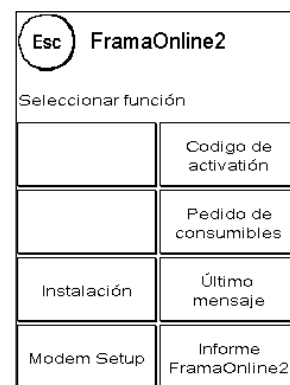 Esc FramaOnline2
Seleccionar función
Codigo de
activatión
Pedido de
consumibles
Instalación
Último
mensaje
Modem Setup
Informe
FramaOnline2